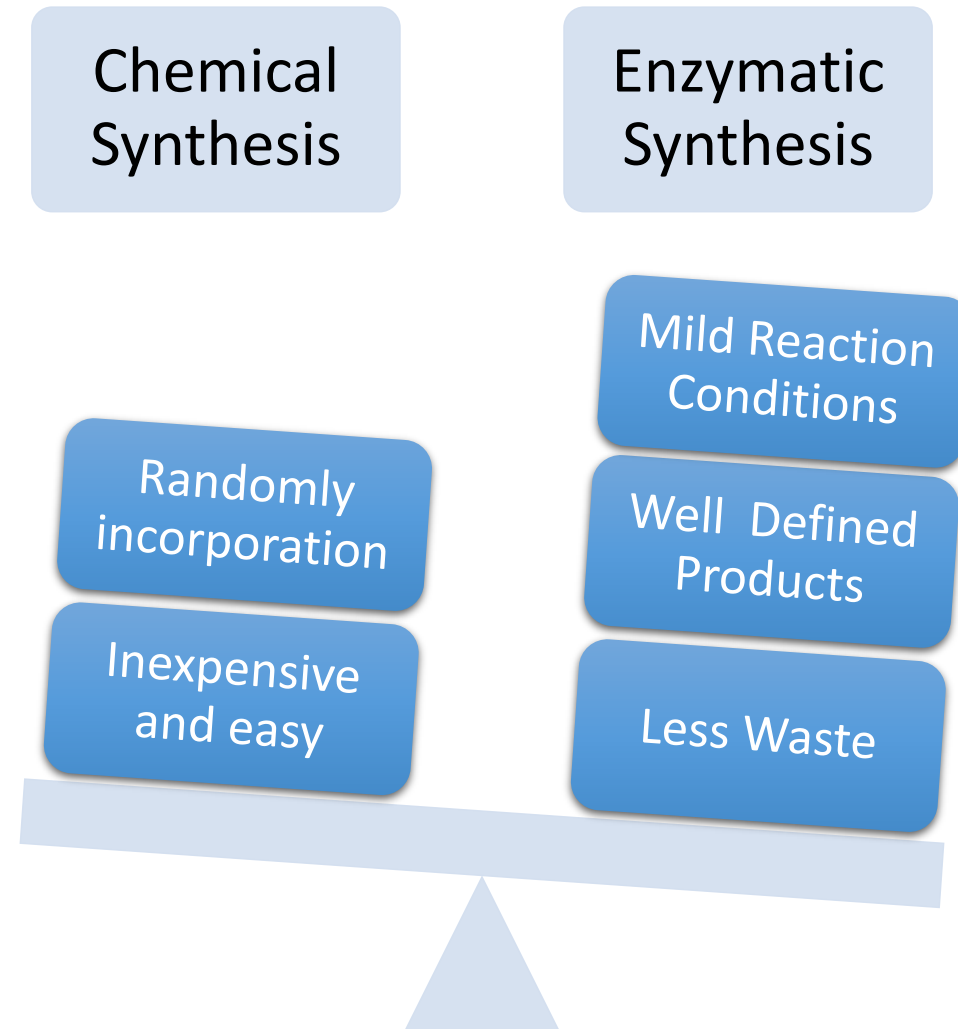 Chemical
Synthesis
Enzymatic
Synthesis
Randomly
incorporation
Inexpensive
and easy
Mild Reaction
Conditions
Well  Defined
Products
Less Waste